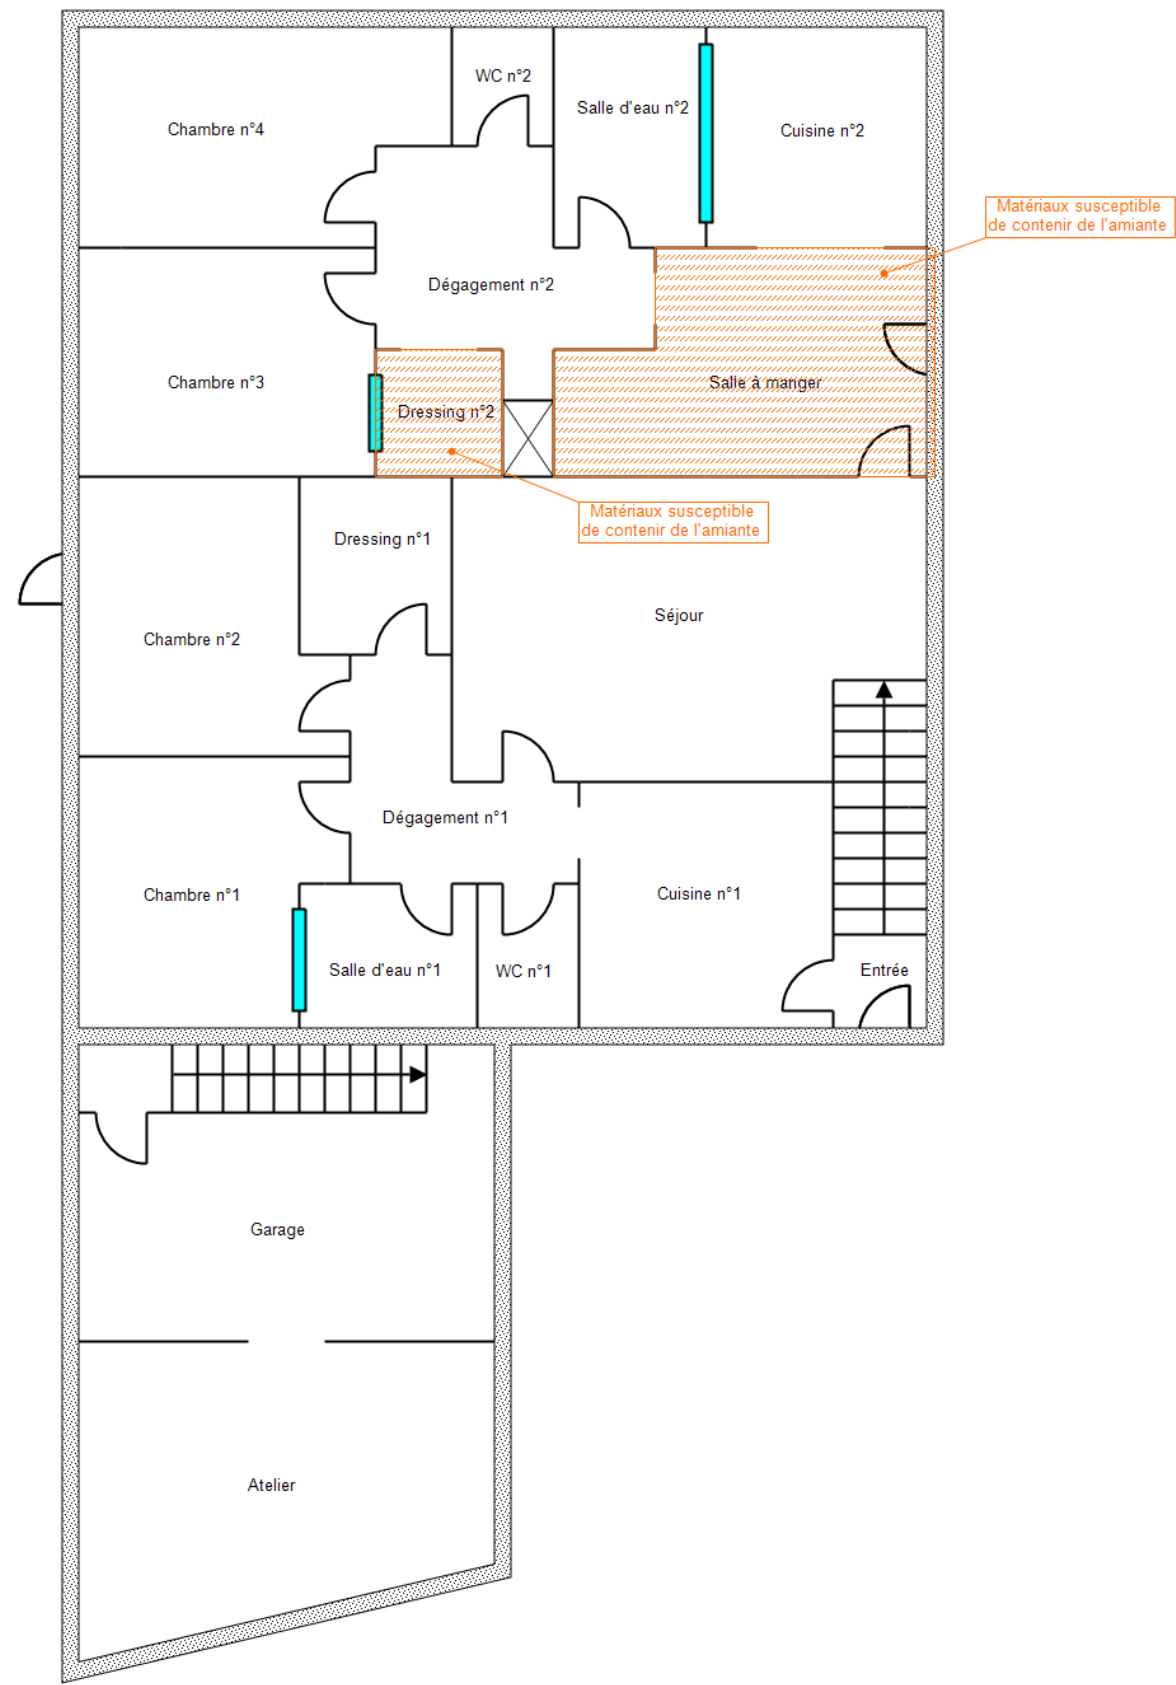 WC n°2
Salle d'eau n°2
Chambre n°4
Cuisine n°2
Matériaux susceptible
de contenir de l'amiante
Dégagement n°2
Chambre n°3
Salle à manger
Dressing n°2
Matériaux susceptible
de contenir de l'amiante
Dressing n°1
Séjour
Chambre n°2
Dégagement n°1
Chambre n°1
Cuisine n°1
Salle d'eau n°1
WC n°1
Entrée
Garage
Atelier